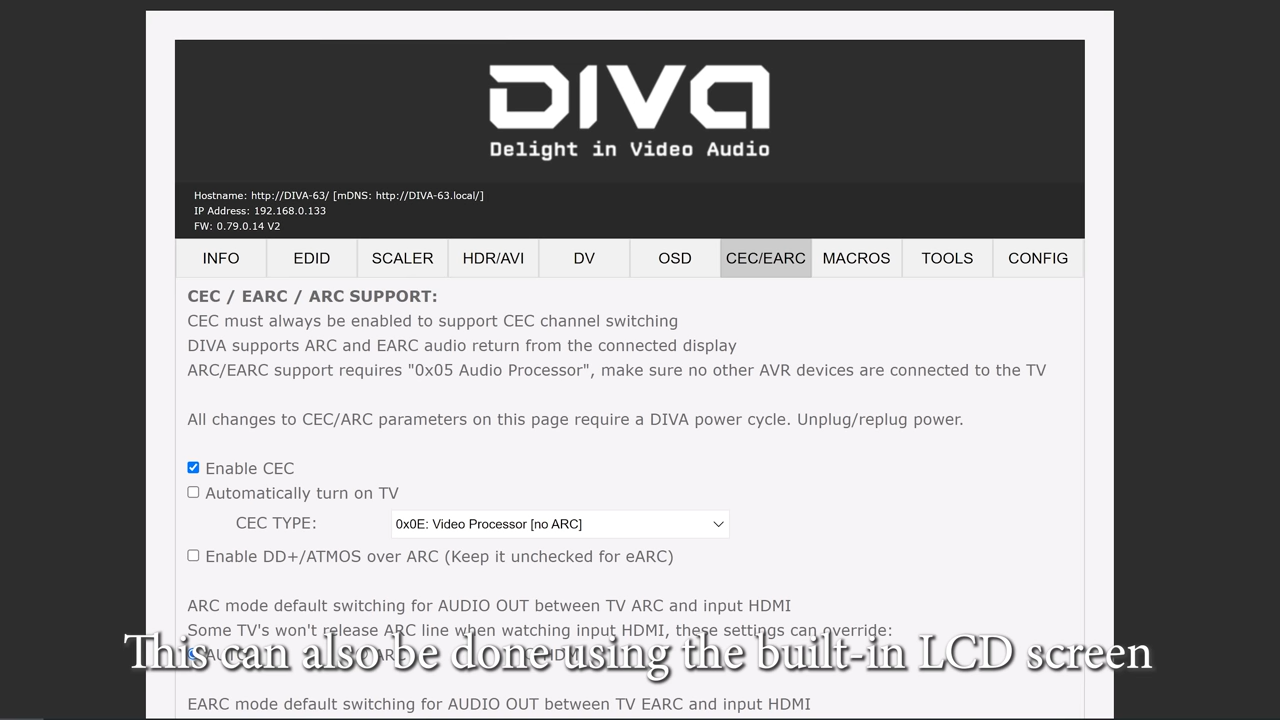 DIVA
Delight in Video Audio
Hostname: http://DIVA-63/ [mDNS: http://DIVA-63.local/]
IP Address: 192.168.0.133
FW: 0.79.0.14 V2
INFO EDID SCALER HDR/AVI DV OSD CEC/EARC MACROS TOOLS CONFIG
CEC / EARC / ARC SUPPORT:
CEC must always be enabled to support CEC channel switching
DIVA supports ARC and EARC audio return from the connected display
ARC/EARC support requires "0x05 Audio Processor", make sure no other AVR devices are connected to the TV
All changes to CEC/ARC parameters on this page require a DIVA power cycle. Unplug/replug power.
Enable CEC
Automatically turn on TV
CEC TYPE: 0x0E: Video Processor [no ARC]
Enable DD+/ATMOS over ARC (Keep it unchecked for eARC)
ARC mode default switching for AUDIO OUT between TV ARC and input HDMI
Some TV's won't release ARC line when watching input HDMI, these settings can override:
This can also be done using the built-in LCD screen
EARC mode default switching for AUDIO OUT between TV EARC and input HDMI